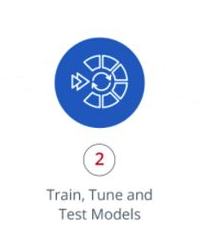 2
Train, Tune and
Test Models